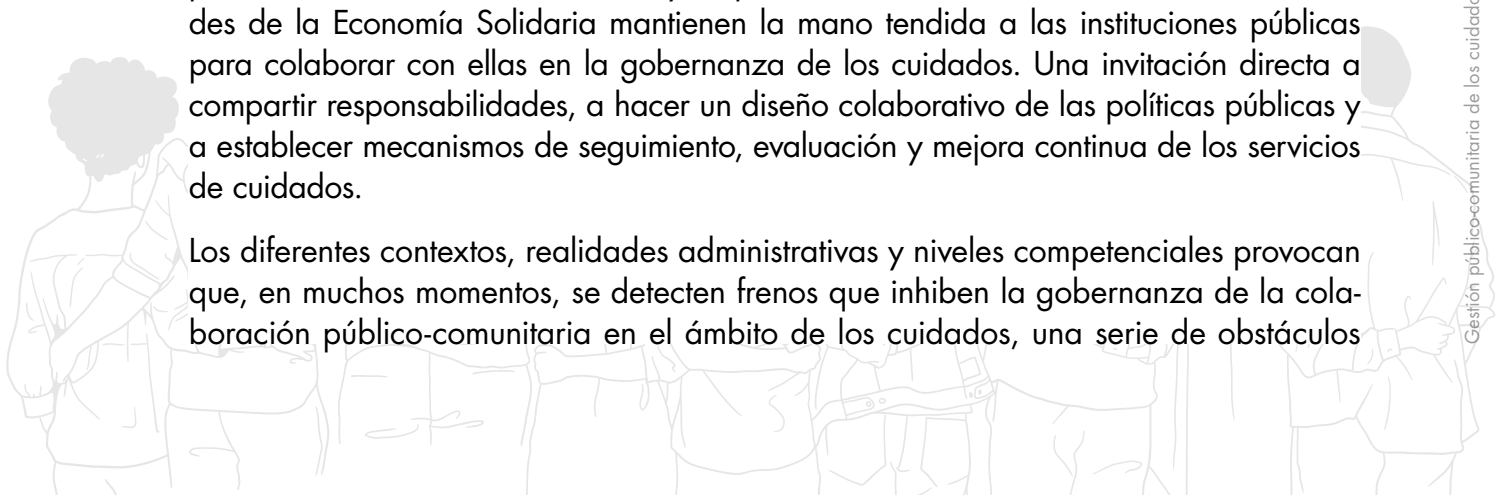 des de la Economía Solidaria mantienen la mano tendida a las instituciones públicas
para colaborar con ellas en la gobernanza de los cuidados. Una invitación directa a
compartir responsabilidades, a hacer un diseño colaborativo de las políticas públicas y
a establecer mecanismos de seguimiento, evaluación y mejora continua de los servicios
de cuidados.
Los diferentes contextos, realidades administrativas y niveles competenciales provocan
que, en muchos momentos, se detecten frenos que inhiben la gobernanza de la cola-
boración público-comunitaria en el ámbito de los cuidados, una serie de obstáculos
Gestión público-comunitaria de los cuidado